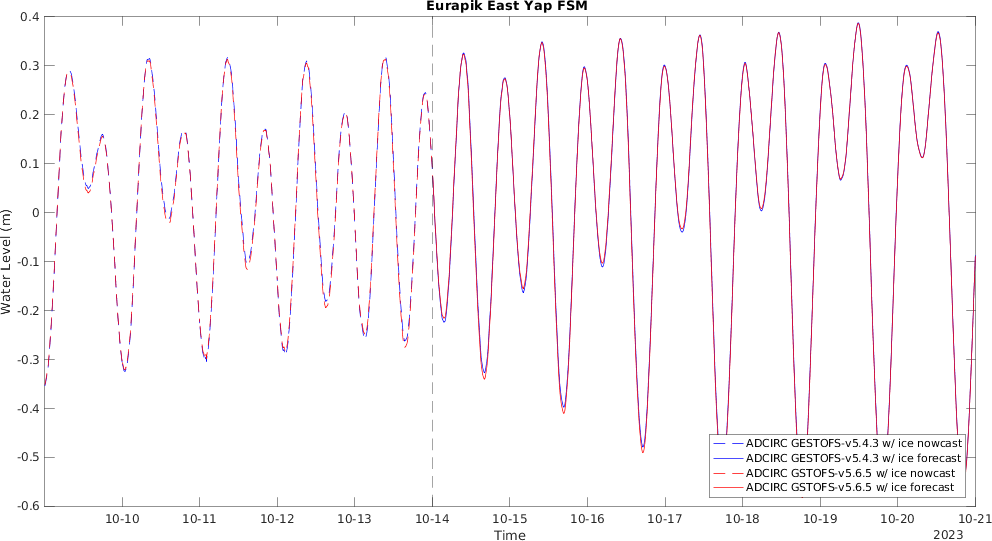 Eurapik East Yap FSM
0.4
0.3
0.2
0.1
0
-0.1
-0.2
-0.3
-0.4
-0.5
-0.6
Water Level (m)
ADCIRC GESTOFS-v5.4.3 w/ ice nowcast
ADCIRC GESTOFS-v5.4.3 w/ ice forecast
ADCIRC GSTOFS-v5.6.5 w/ ice nowcast
ADCIRC GSTOFS-v5.6.5 w/ ice forecast
10-10 10-11 10-12 10-13 10-14 10-15 10-16 10-17 10-18 10-19 10-20 10-21
Time
2023